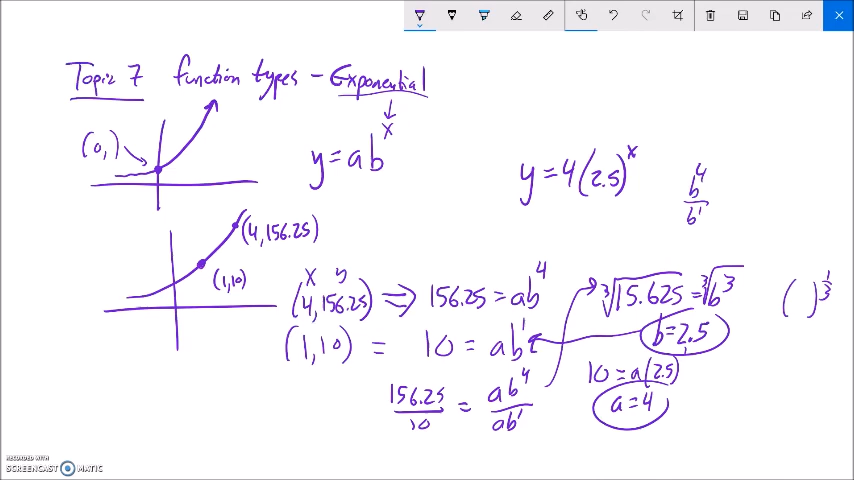 Topic 7 function types - Exponential
x
(0, )
y = ab
y = 4(2.5)^x
b^4
b^1
(4, 156.25)
(1, 10)
x y
(4, 156.25) ⇒ 156.25 = ab^4
∛15.625 = ∛b^3
( )^1/3
(1, 10) = 10 = ab^1
b = 2.5
10 = a(2.5)
156.25/10 = ab^4/ab^1
a = 4
RECORDED WITH
SCREENCAST MATIC